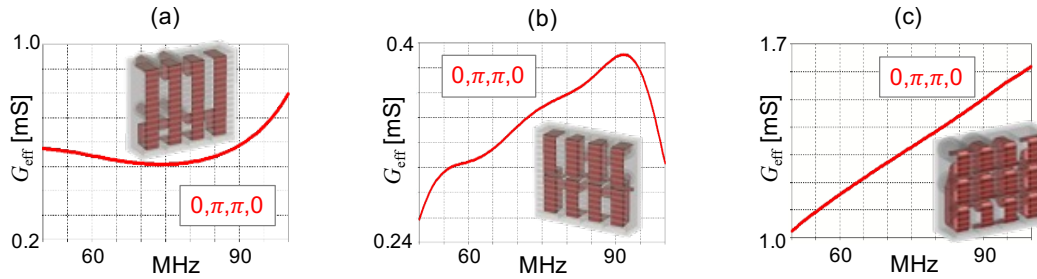 (a)
(b)
(c)
1.0
0.2
G_eff [mS]
60
90
MHz
0,π,π,0
0.4
0.24
G_eff [mS]
60
90
MHz
0,π,π,0
1.7
1.0
G_eff [mS]
60
90
MHz
0,π,π,0